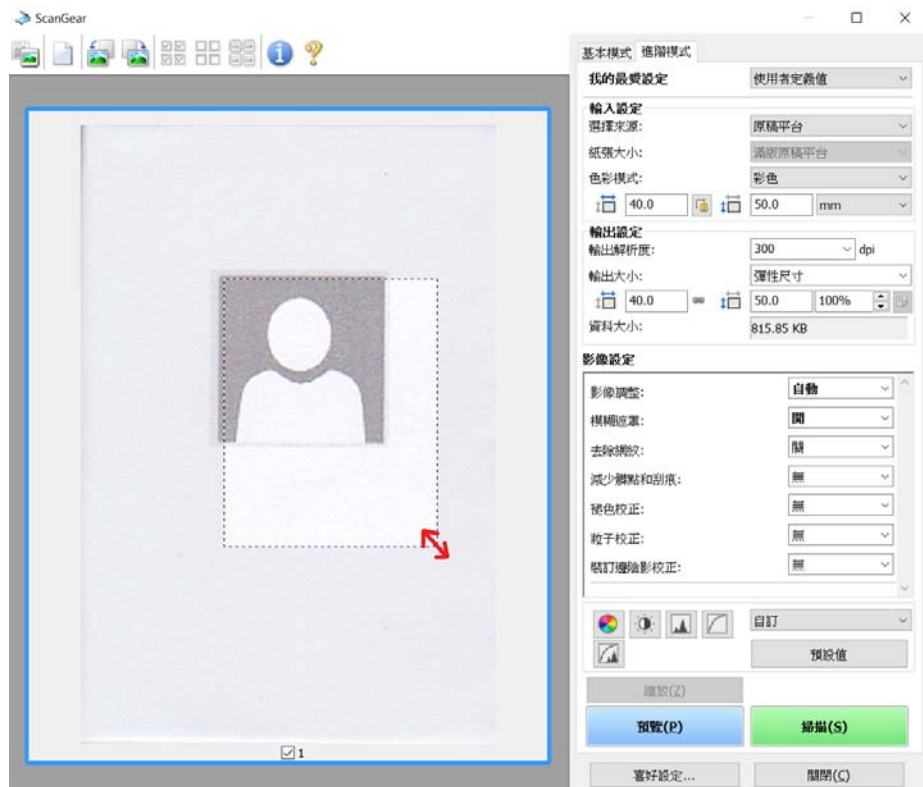 ScanGear
基本模式 進階模式
我的最愛設定 使用者定義值
輸入設定
選擇來源: 原稿平台
紙張大小: 滿版原稿平台
色彩模式: 彩色
40.0 50.0 mm
輸出設定
輸出解析度: 300 dpi
輸出大小: 彈性尺寸
40.0 50.0 100%
資料大小: 815.85 KB
影像設定
影像調整: 自動
模糊遮罩: 開
去除網紋: 關
減少髒點和刮痕: 無
褪色校正: 無
粒子校正: 無
裝訂邊陰影校正: 無
自訂
預設值
縮放(Z)
預覽(P) 掃描(S)
1
喜好設定... 關閉(C)